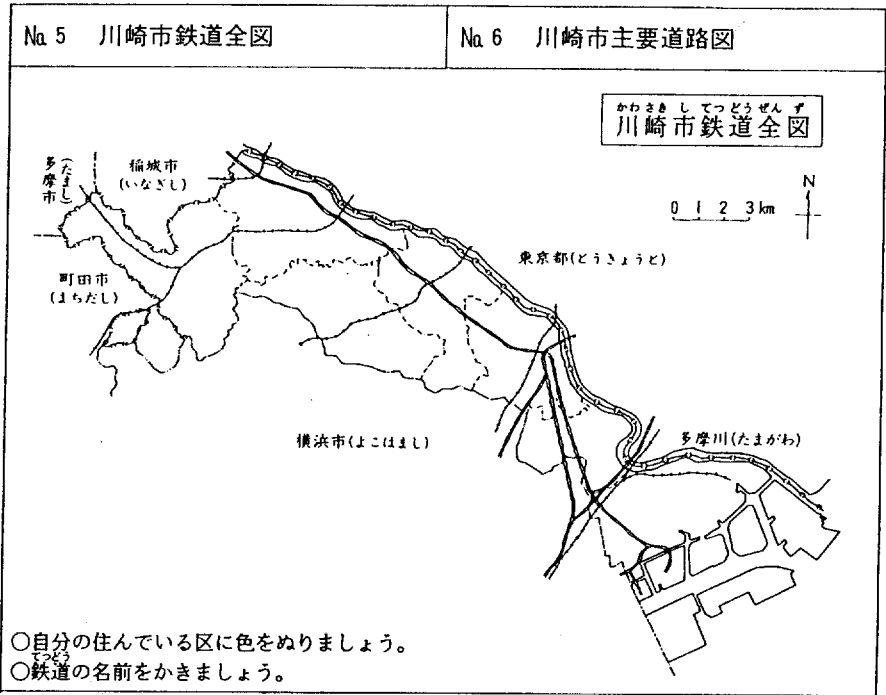 №5 川崎市鉄道全図
№6 川崎市主要道路図
かわさきしてつどうぜんず
川崎市鉄道全図
多摩市
(たまし)
稲城市
(いなぎし)
0 1 2 3km
N
東京都(とうきょうと)
町田市
(まちだし)
横浜市(よこはまし)
多摩川(たまがわ)
○自分の住んでいる区に色をぬりましょう。
てつどう
○鉄道の名前をかきましょう。